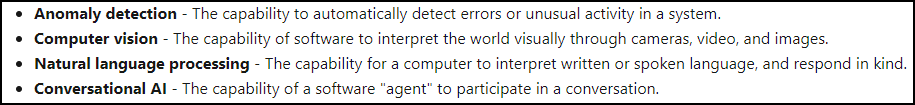 • Anomaly detection - The capability to automatically detect errors or unusual activity in a system.
• Computer vision - The capability of software to interpret the world visually through cameras, video, and images.
• Natural language processing - The capability for a computer to interpret written or spoken language, and respond in kind.
• Conversational AI - The capability of a software "agent" to participate in a conversation.